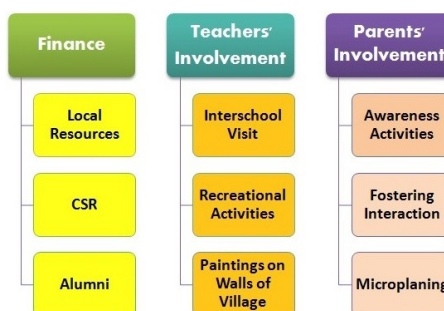 Finance
Local
Resources
CSR
Alumni
Teachers'
Involvement
Interschool
Visit
Recreational
Activities
Paintings on
Walls of
Village
Parents'
Involvement
Awareness
Activities
Fostering
Interaction
Microplaning